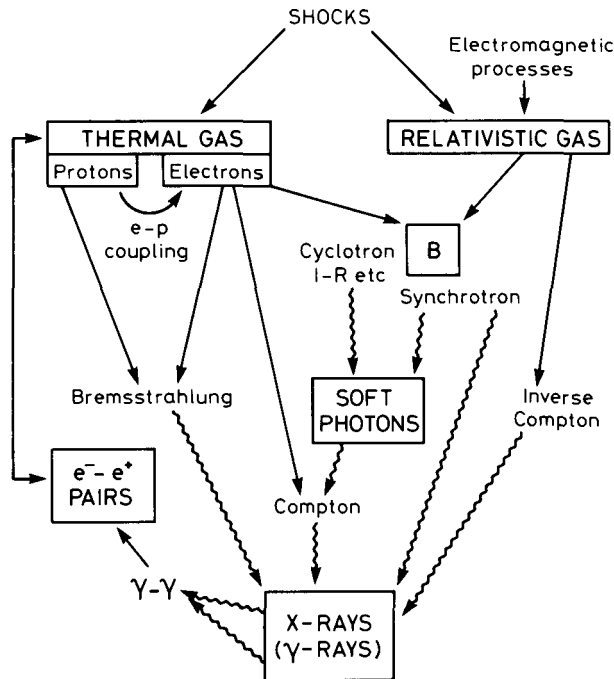 SHOCKS
Electromagnetic
processes
THERMAL GAS
RELATIVISTIC GAS
Protons
Electrons
e-p
coupling
B
Cyclotron
I-R etc
Synchrotron
SOFT
PHOTONS
Bremsstrahlung
Inverse
Compton
e⁻-e⁺
PAIRS
Compton
γ-γ
X-RAYS
(γ-RAYS)